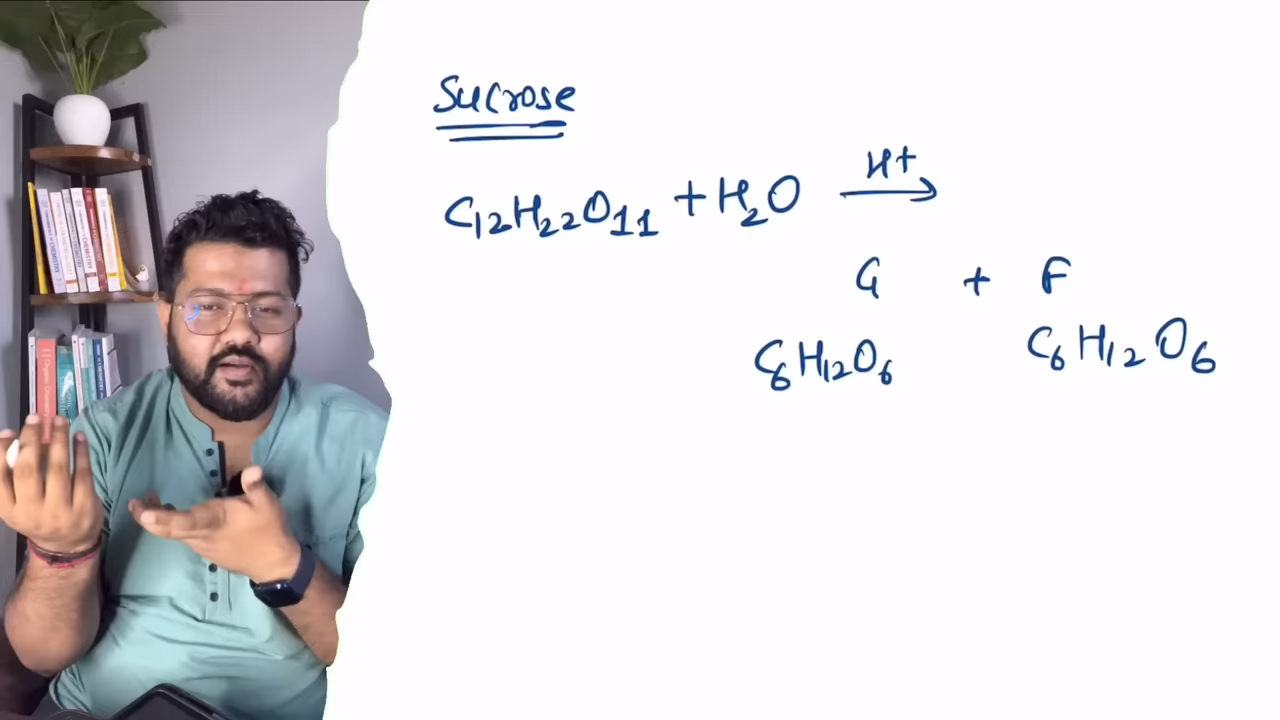 Sucrose
C12H22O11 + H2O H+ →
G + F
C6H12O6 C6H12O6